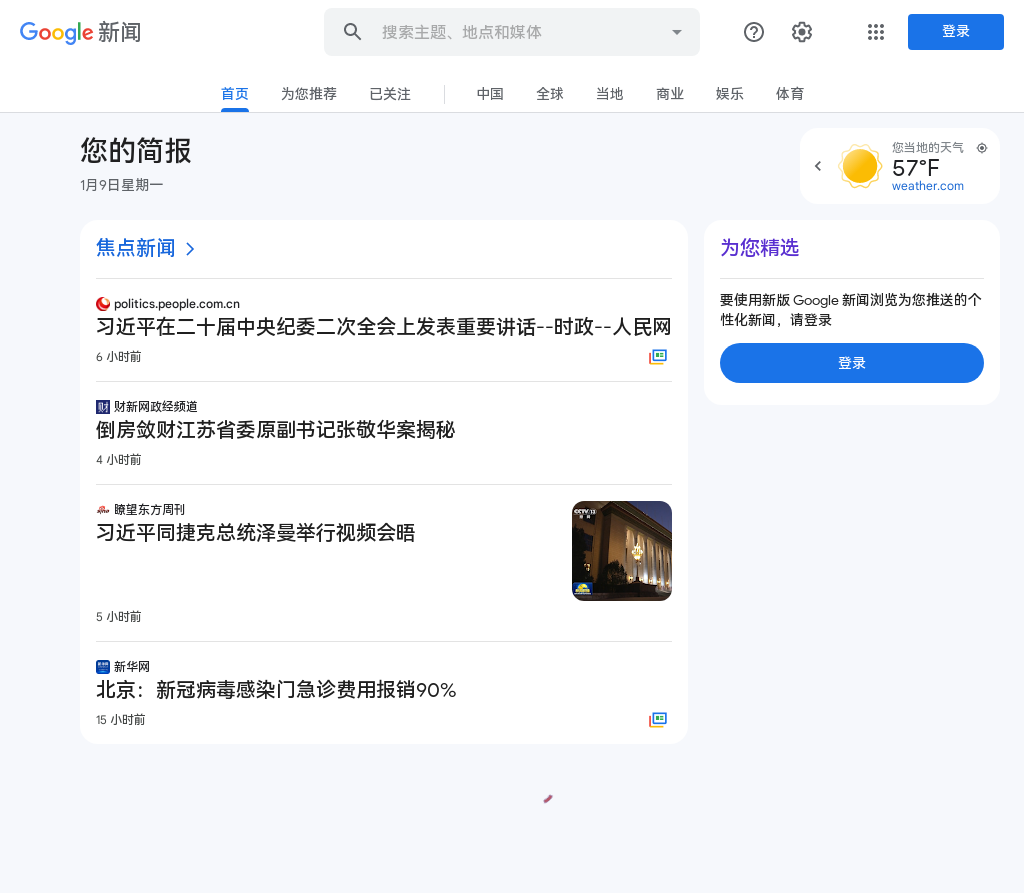 Google 新闻
搜索主题、地点和媒体
登录
首页
为您推荐
已关注
中国
全球
当地
商业
娱乐
体育
您的简报
1月9日星期一
您当地的天气
57°F
weather.com
焦点新闻
politics.people.com.cn
习近平在二十届中央纪委二次全会上发表重要讲话--时政--人民网
6 小时前
财新网政经频道
倒房敛财江苏省委原副书记张敬华案揭秘
4 小时前
瞭望东方周刊
习近平同捷克总统泽曼举行视频会晤
CCTV 13
新 闻
5 小时前
新华网
北京：新冠病毒感染门急诊费用报销90%
15 小时前
为您精选
要使用新版 Google 新闻浏览为您推送的个
性化新闻，请登录
登录